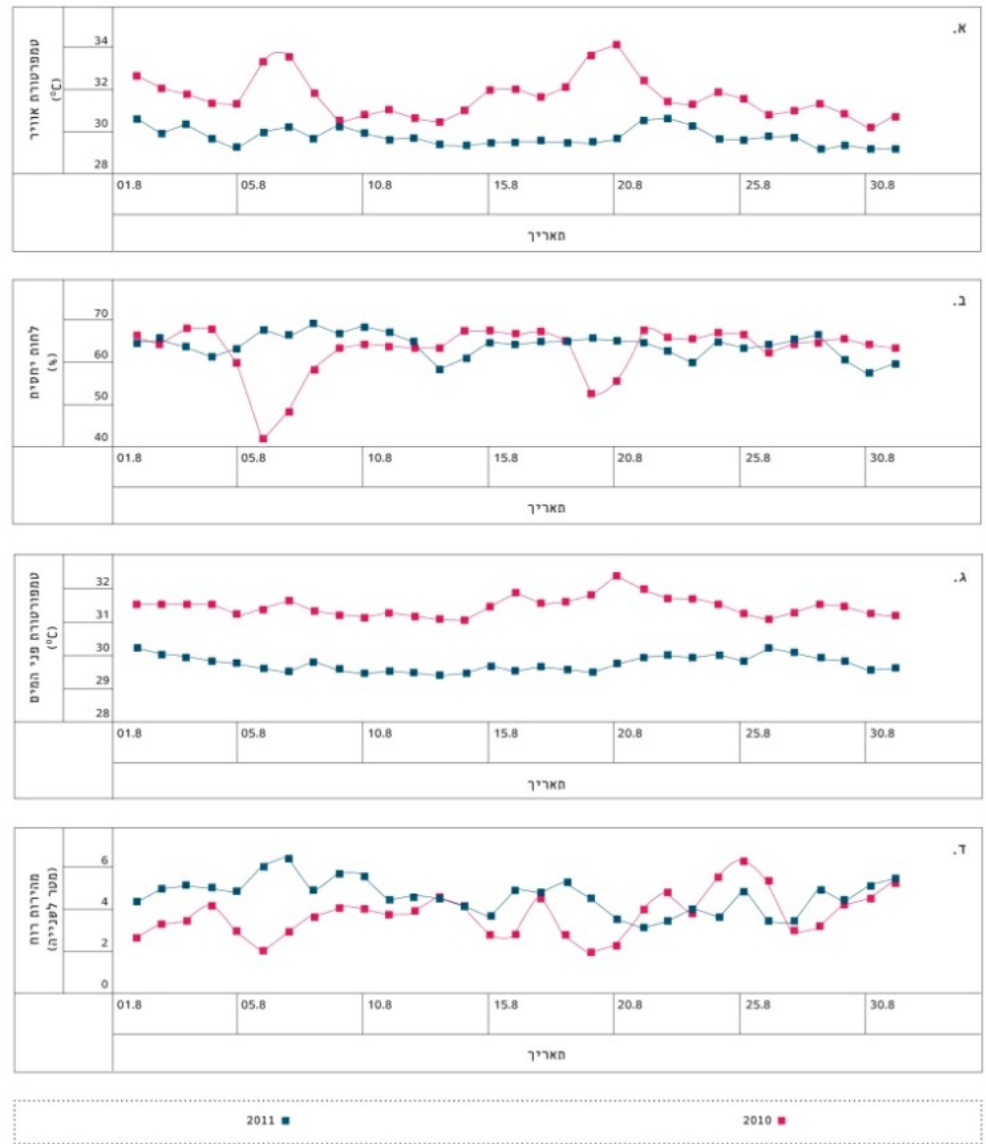 א.
טמפרטורת אוויר
(⁰C)
34
32
30
28
01.8 05.8 10.8 15.8 20.8 25.8 30.8
תאריך
ב.
לחות יחסית
(%)
70
60
50
40
01.8 05.8 10.8 15.8 20.8 25.8 30.8
תאריך
ג.
טמפורטורת פני המים
(⁰C)
32
31
30
29
28
01.8 05.8 10.8 15.8 20.8 25.8 30.8
תאריך
ד.
מהירות רוח
(מטר לשנייה)
6
4
2
0
01.8 05.8 10.8 15.8 20.8 25.8 30.8
תאריך
2011 2010